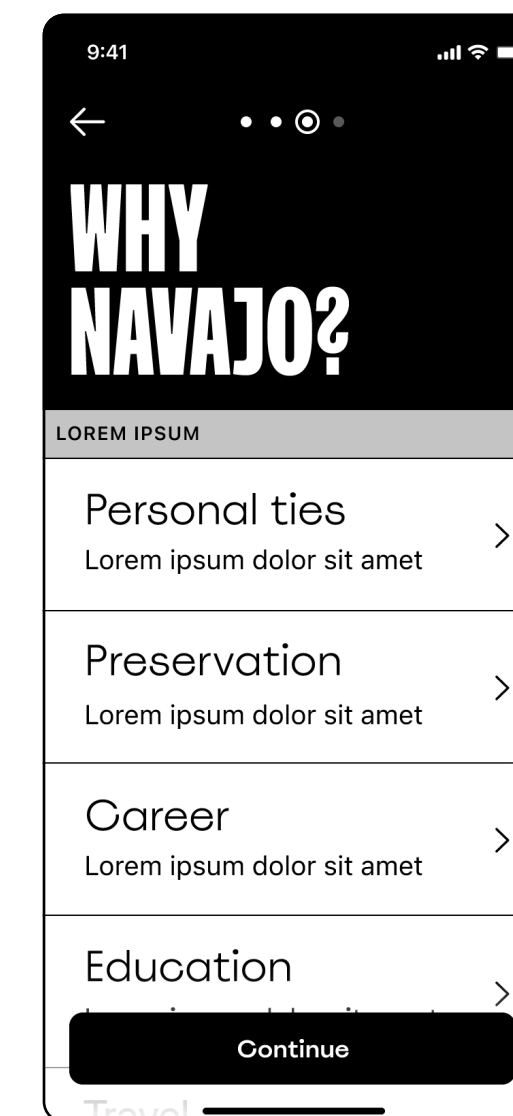 9:41
WHY
NAVAJO?
LOREM IPSUM
Personal ties
Lorem ipsum dolor sit amet
Preservation
Lorem ipsum dolor sit amet
Career
Lorem ipsum dolor sit amet
Education
Continue
Travel